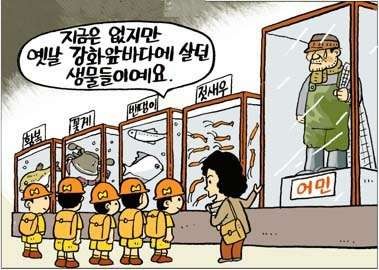 지금은 없지만
옛날 강화앞바다에 살던
생물들이에요.
황복
꽃게
밴댕이
젓새우
어민